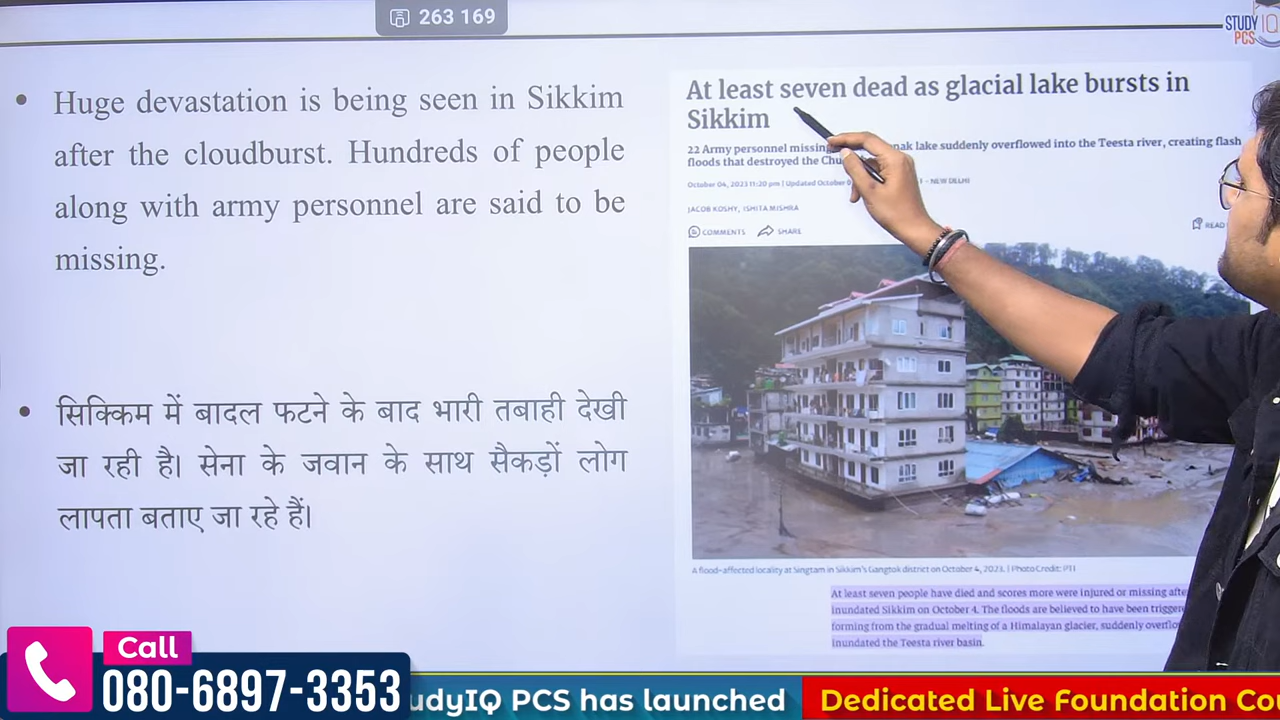 263 169
STUDY IQ
PCS
Huge devastation is being seen in Sikkim
after the cloudburst. Hundreds of people
along with army personnel are said to be
missing.
सिक्किम में बादल फटने के बाद भारी तबाही देखी
जा रही है। सेना के जवान के साथ सैकड़ों लोग
लापता बताए जा रहे हैं।
At least seven dead as glacial lake bursts in
Sikkim
22 Army personnel missing nak lake suddenly overflowed into the Teesta river, creating flash
floods that destroyed the Chu
October 04, 2023 11:20 pm | Updated October - NEW DELHI
JACOB KOSHY, ISHITA MISHRA
COMMENTS SHARE
READ
A flood-affected locality at Singtam in Sikkim's Gangtok district on October 4, 2023. | Photo Credit: PTI
At least seven people have died and scores more were injured or missing afte
inundated Sikkim on October 4. The floods are believed to have been triggere
forming from the gradual melting of a Himalayan glacier, suddenly overflo
inundated the Teesta river basin.
Call
080-6897-3353
udyIQ PCS has launched
Dedicated Live Foundation Co